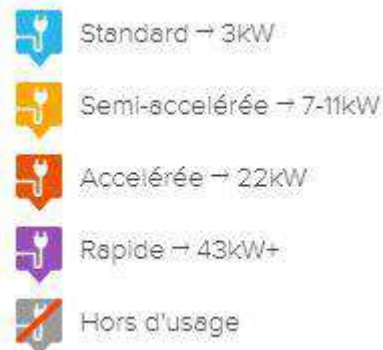 Standard → 3kW
Semi-accelérée → 7-11kW
Accelérée → 22kW
Rapide → 43kW+
Hors d'usage